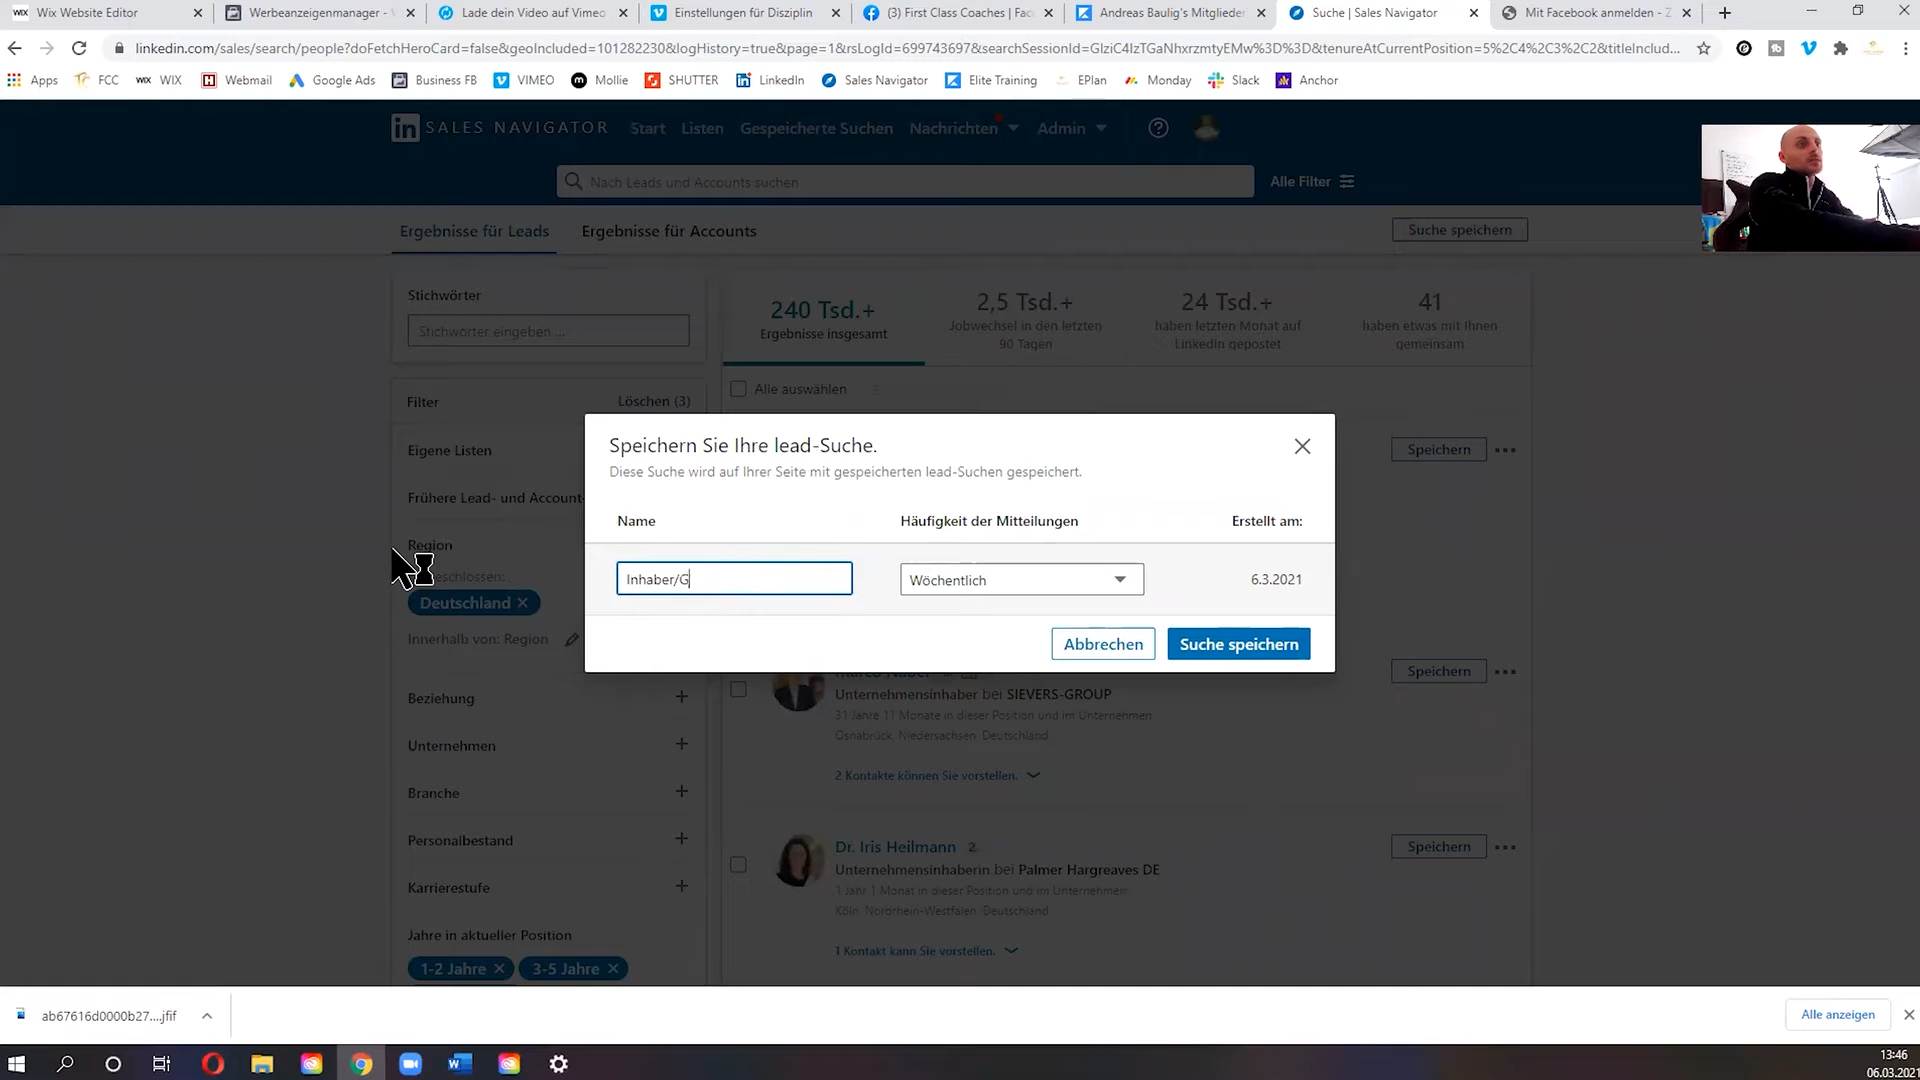 Wix Website Editor
Werbeanzeigenmanager -
Lade dein Video auf Vimeo
Einstellungen für Disziplin
(3) First Class Coaches | Fac
Andreas Baulig's Mitglieder
Suche | Sales Navigator
Mit Facebook anmelden - Z
linkedin.com/sales/search/people?doFetchHeroCard=false&geoIncluded=101282230&logHistory=true&page=1&rsLogId=699743697&searchSessionId=GlziC4IzTGaNhxrzmtyEMw%3D%3D&tenureAtCurrentPosition=5%2C4%2C3%2C2&titleInclud...
Apps FCC WIX Webmail Google Ads Business FB VIMEO Mollie SHUTTER LinkedIn Sales Navigator Elite Training EPlan Monday Slack Anchor
in SALES NAVIGATOR Start Listen Gespeicherte Suchen Nachrichten Admin
Nach Leads und Accounts suchen
Alle Filter
Ergebnisse für Leads
Ergebnisse für Accounts
Suche speichern
Stichwörter
Stichwörter eingeben ...
240 Tsd.+
Ergebnisse insgesamt
2,5 Tsd.+
Jobwechsel in den letzten
90 Tagen
24 Tsd.+
haben letzten Monat auf
LinkedIn gepostet
41
haben etwas mit Ihnen
gemeinsam
Alle auswählen
Filter
Löschen (3)
Eigene Listen
Frühere Lead- und Account-
Region
Deutschland
Innerhalb von: Region
Beziehung
Unternehmen
Branche
Personalbestand
Karrierestufe
Jahre in aktueller Position
1-2 Jahre
3-5 Jahre
Speichern
Speichern Sie Ihre lead-Suche.
Diese Suche wird auf Ihrer Seite mit gespeicherten lead-Suchen gespeichert.
Name
Häufigkeit der Mitteilungen
Erstellt am:
Inhaber/G
Wöchentlich
6.3.2021
Abbrechen
Suche speichern
Speichern
Unternehmensinhaber bei SIEVERS-GROUP
31 Jahre 11 Monate in dieser Position und im Unternehmen
Osnabrück, Niedersachsen, Deutschland
2 Kontakte können Sie vorstellen.
Dr. Iris Heilmann 2.
Speichern
Unternehmensinhaberin bei Palmer Hargreaves DE
1 Jahr 1 Monat in dieser Position und im Unternehmen
Köln, Nordrhein-Westfalen, Deutschland
1 Kontakt kann Sie vorstellen.
ab67616d0000b27....jfif
Alle anzeigen
13:46
06.03.2021